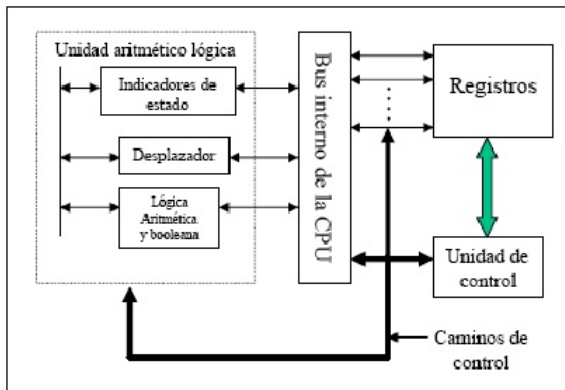 Unidad aritmético lógica
Indicadores de
estado
Desplazador
Lógica
Aritmética
y booleana
Bus interno de la CPU
Registros
Unidad de
control
Caminos de
control